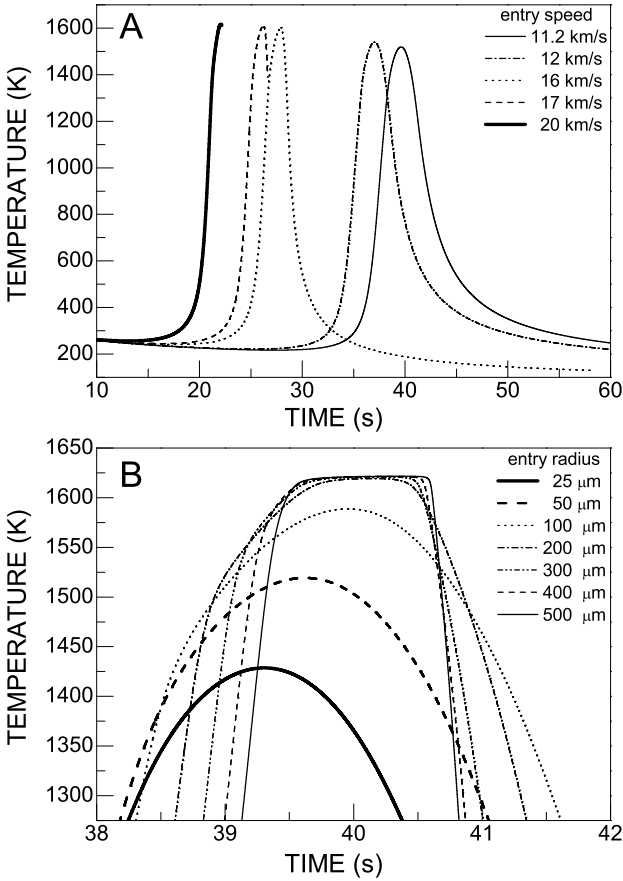 A
TEMPERATURE (K)
1600
1400
1200
1000
800
600
400
200
entry speed
11.2 km/s
12 km/s
16 km/s
17 km/s
20 km/s
10 20 30 40 50 60
TIME (s)
B
TEMPERATURE (K)
1650
1600
1550
1500
1450
1400
1350
1300
entry radius
25 μm
50 μm
100 μm
200 μm
300 μm
400 μm
500 μm
38 39 40 41 42
TIME (s)